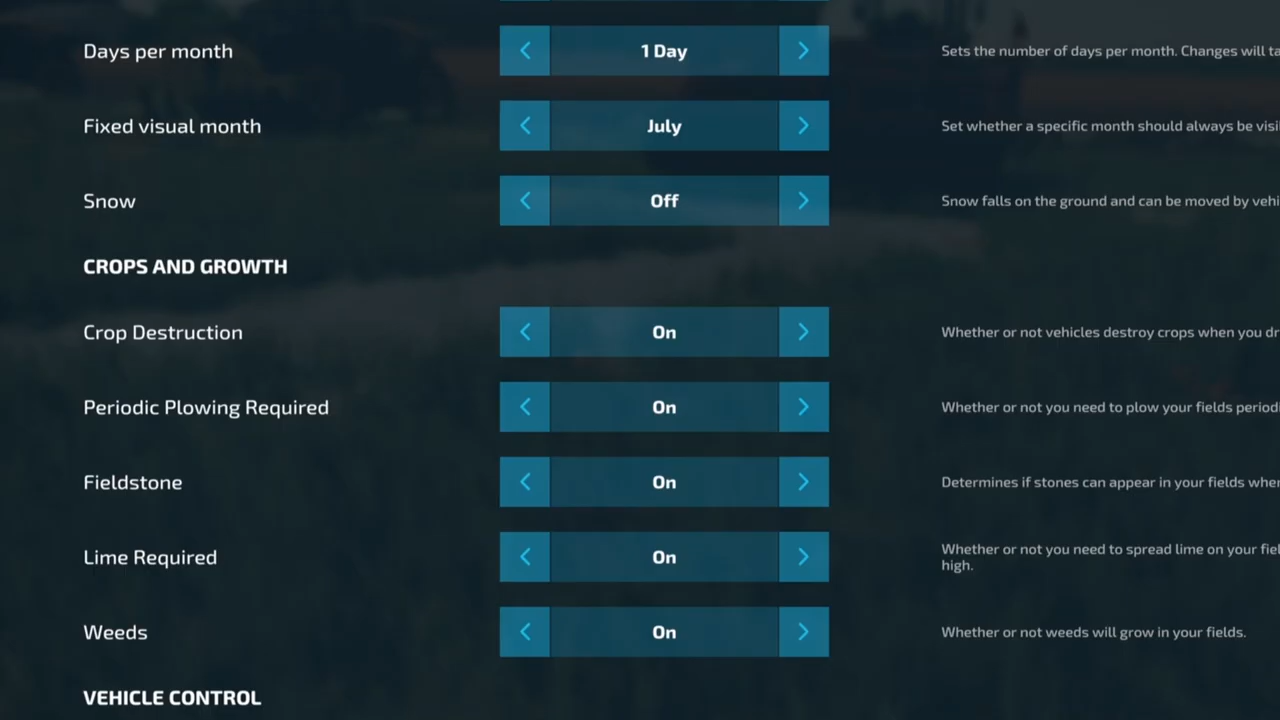 Days per month
1 Day
Sets the number of days per month. Changes will ta
Fixed visual month
July
Set whether a specific month should always be visi
Snow
Off
Snow falls on the ground and can be moved by vehi
CROPS AND GROWTH
Crop Destruction
On
Whether or not vehicles destroy crops when you dr
Periodic Plowing Required
On
Whether or not you need to plow your fields periodi
Fieldstone
On
Determines if stones can appear in your fields wher
Lime Required
On
Whether or not you need to spread lime on your fiel
high.
Weeds
On
Whether or not weeds will grow in your fields.
VEHICLE CONTROL